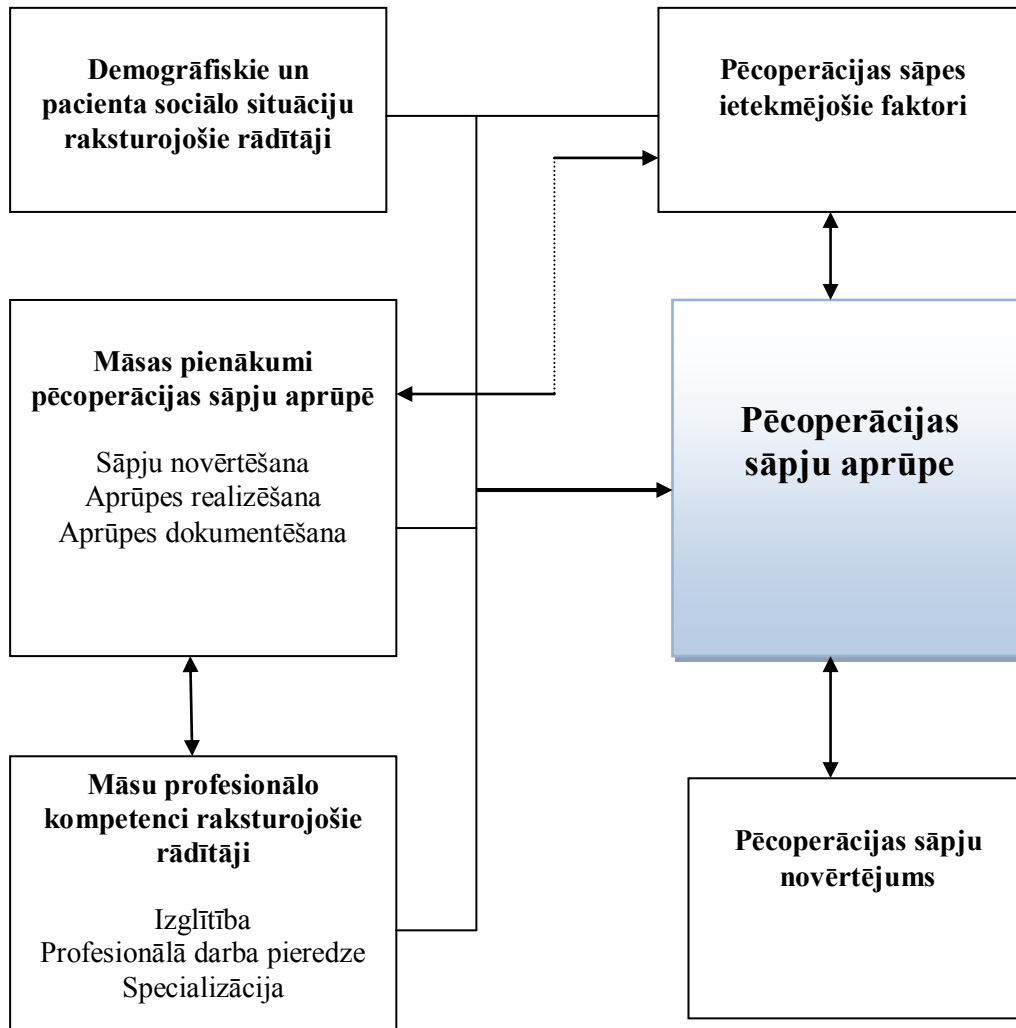 Demogrāfiskie un
pacienta sociālo situāciju
raksturojošie rādītāji
Pēcoperācijas sāpes
ietekmējošie faktori
Māsas pienākumi
pēcoperācijas sāpju aprūpē
Sāpju novērtēšana
Aprūpes realizēšana
Aprūpes dokumentēšana
Pēcoperācijas
sāpju aprūpe
Māsu profesionālo
kompetenci raksturojošie
rādītāji
Izglītība
Profesionālā darba pieredze
Specializācija
Pēcoperācijas sāpju
novērtējums